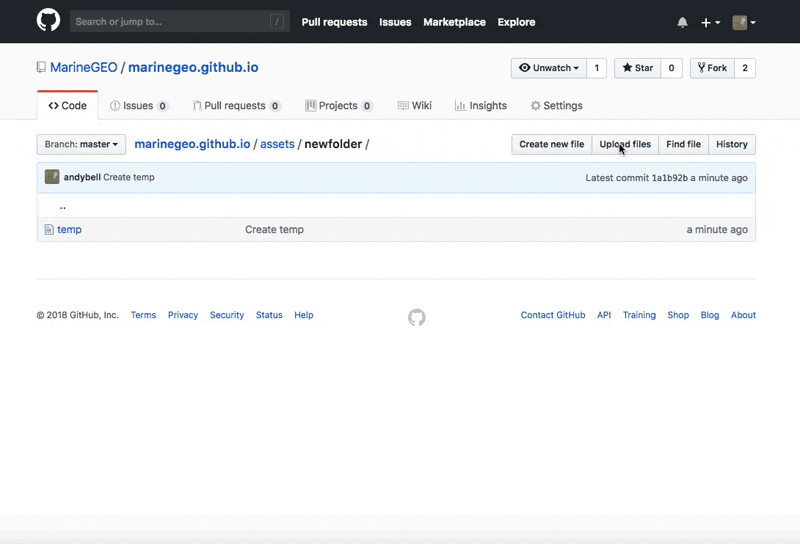 Search or jump to... / Pull requests Issues Marketplace Explore
MarineGEO / marinegeo.github.io Unwatch 1 Star 0 Fork 2
Code Issues 0 Pull requests 0 Projects 0 Wiki Insights Settings
Branch: master marinegeo.github.io / assets / newfolder / Create new file Upload files Find file History
andybell Create temp Latest commit 1a1b92b a minute ago
..
temp Create temp a minute ago
© 2018 GitHub, Inc. Terms Privacy Security Status Help Contact GitHub API Training Shop Blog About